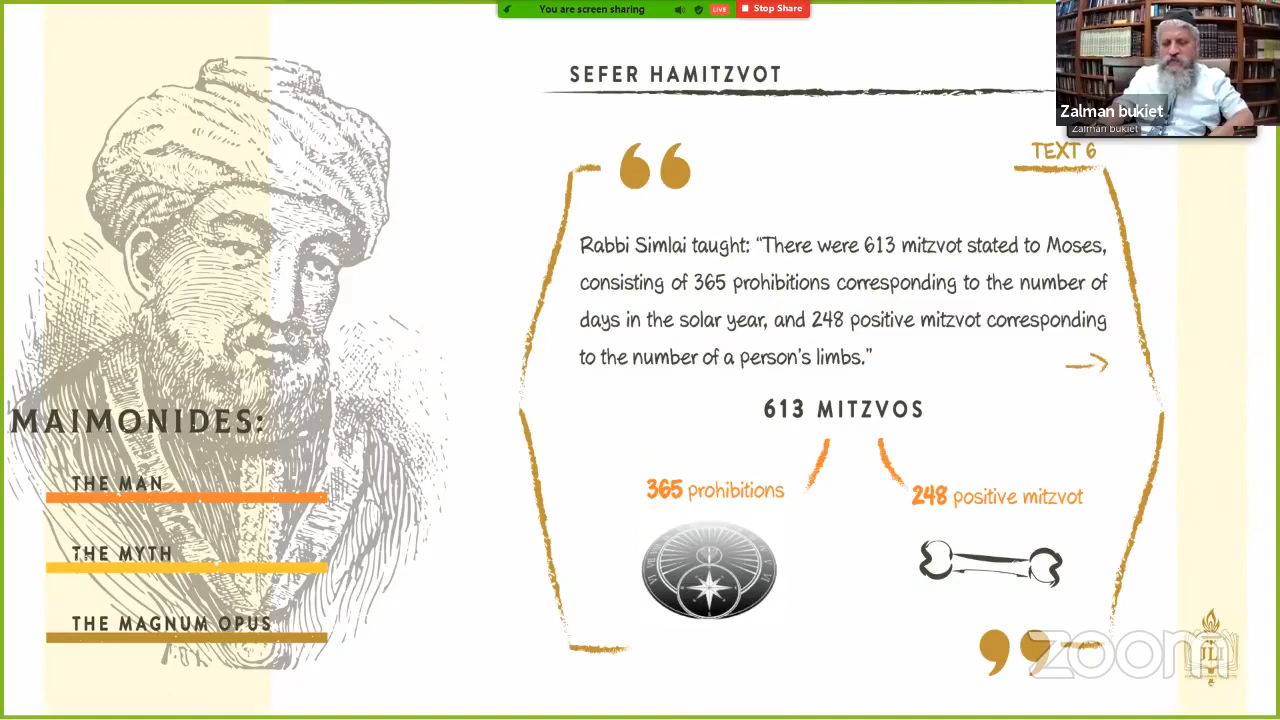 You are screen sharing
LIVE
Stop Share
SEFER HAMITZVOT
Zalman bukiet
Zalman bukiet
TEXT 6
“
Rabbi Simlai taught: “There were 613 mitzvot stated to Moses,
consisting of 365 prohibitions corresponding to the number of
days in the solar year, and 248 positive mitzvot corresponding
to the number of a person’s limbs.”
613 MITZVOS
365 prohibitions
248 positive mitzvot
”
MAIMONIDES:
THE MAN
THE MYTH
THE MAGNUM OPUS
zoom
JLI